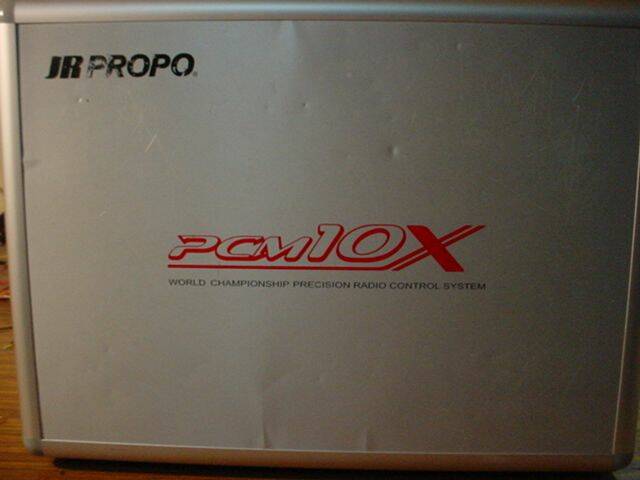 JR PROPO®
PCM10X
WORLD CHAMPIONSHIP PRECISION RADIO CONTROL SYSTEM